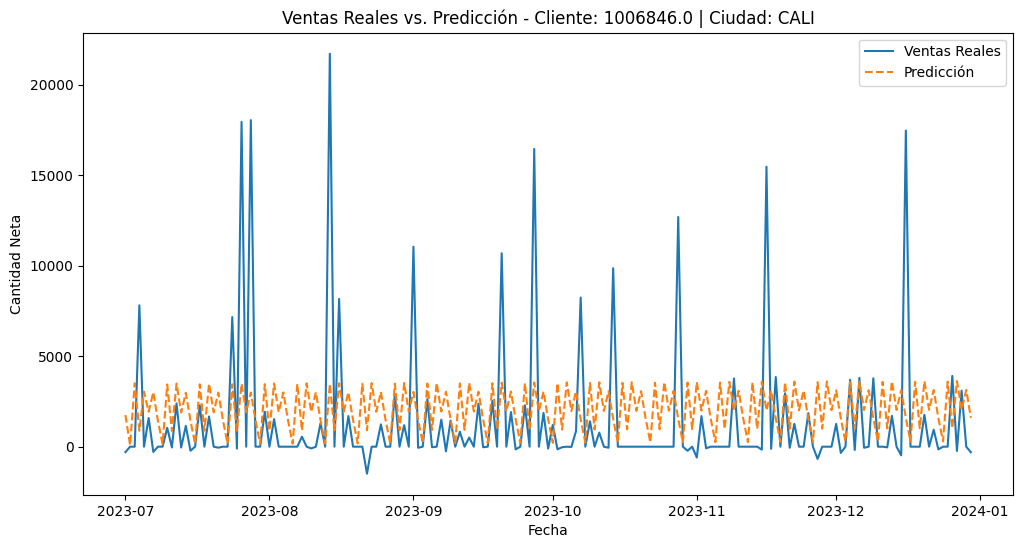 Ventas Reales vs. Predicción - Cliente: 1006846.0 | Ciudad: CALI
Ventas Reales
Predicción
20000
15000
10000
5000
0
Cantidad Neta
2023-07
2023-08
2023-09
2023-10
2023-11
2023-12
2024-01
Fecha